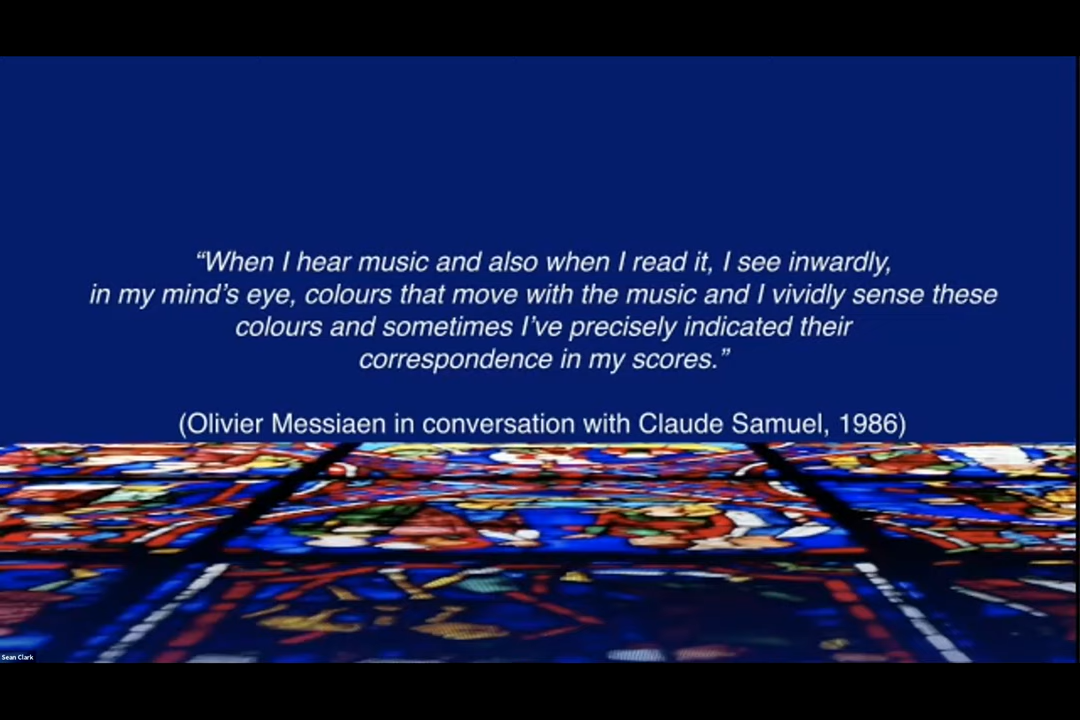 “When I hear music and also when I read it, I see inwardly,
in my mind’s eye, colours that move with the music and I vividly sense these
colours and sometimes I’ve precisely indicated their
correspondence in my scores.”
(Olivier Messiaen in conversation with Claude Samuel, 1986)
Sean Clark